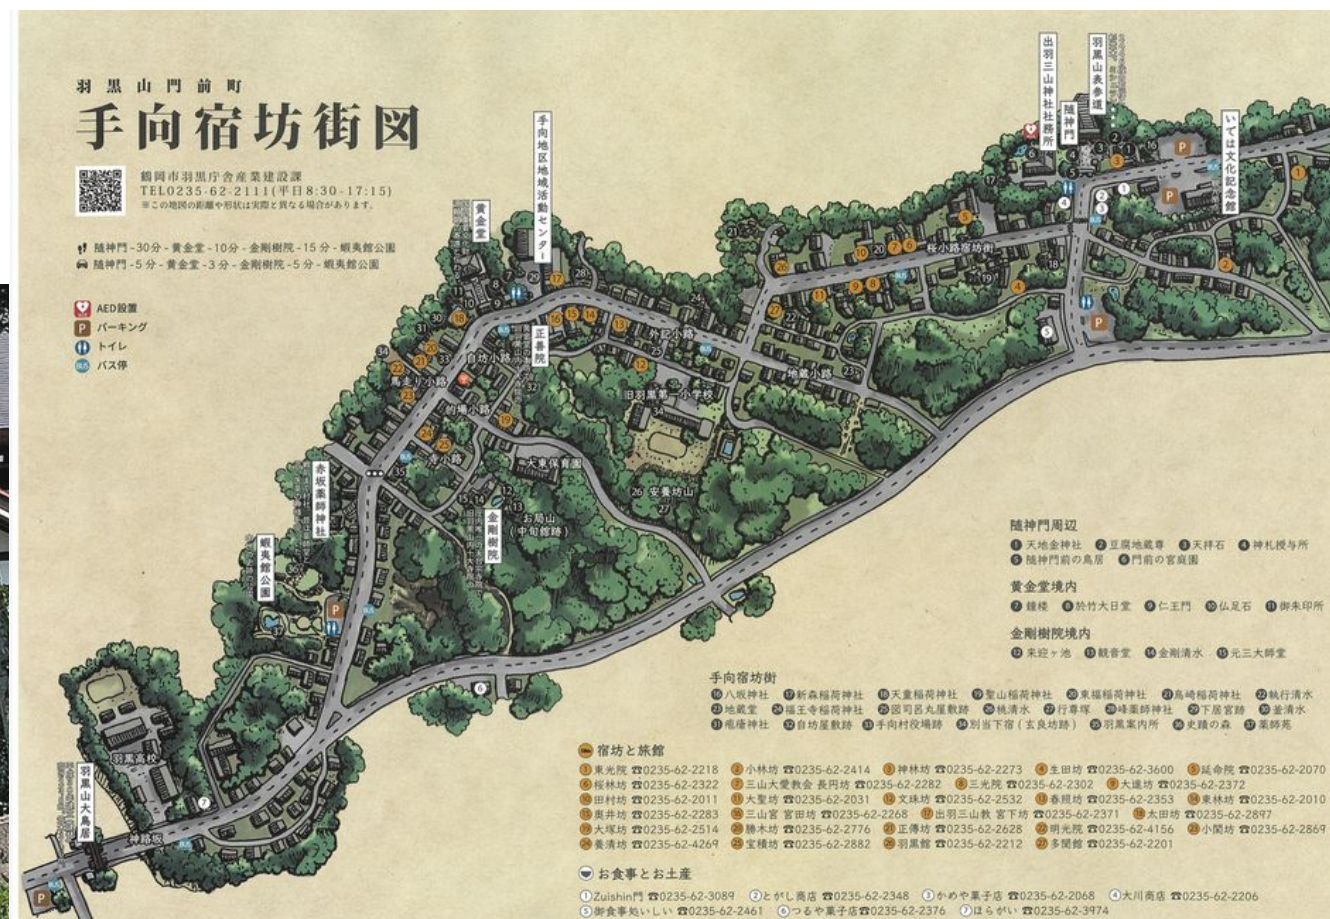 羽黒山門前町
手向宿坊街図
鶴岡市羽黒庁舎産業建設課
TEL0235-62-2111(平日8:30-17:15)
※この地図の距離や形状は実際と異なる場合があります。
随神門-30分-黄金堂-10分-金剛樹院-15分-蝦夷館公園
随神門-5分-黄金堂-3分-金剛樹院-5分-蝦夷館公園
AED設置
P パーキング
トイレ
BUS バス停
黄金堂
手向地区地域活動センター
正善院
出羽三山神社社務所
随神門
羽黒山表参道
いでは文化記念館
桜小路宿坊街
外記小路
地蔵小路
自坊小路
馬走り小路
的場小路
寺小路
旧羽黒第一小学校
大東保育園
安養坊山
お局山
(中旬館跡)
金剛樹院
赤坂薬師神社
蝦夷館公園
羽黒高校
羽黒山大鳥居
神路坂
随神門周辺
①天地金神社 ②豆腐地蔵尊 ③天拝石 ④神札授与所
⑤随神門前の鳥居 ⑥門前の宮庭園
黄金堂境内
⑦鐘楼 ⑧於竹大日堂 ⑨仁王門 ⑩仏足石 ⑪御朱印所
金剛樹院境内
⑫来迎ヶ池 ⑬観音堂 ⑭金剛清水 ⑮元三大師堂
手向宿坊街
⑯八坂神社 ⑰新森稲荷神社 ⑱天童稲荷神社 ⑲聖山稲荷神社 ⑳東福稲荷神社 ㉑烏崎稲荷神社 ㉒執行清水
㉓地蔵堂 ㉔福王寺稲荷神社 ㉕図司呂丸屋敷跡 ㉖桃清水 ㉗行尊塚 ㉘峰薬師神社 ㉙下居宮跡 ㉚釜清水
㉛疱瘡神社 ㉜自坊屋敷跡 ㉝手向村役場跡 ㉞別当下宿(玄良坊跡) ㉟羽黒案内所 ㊱史蹟の森 ㊲薬師苑
宿坊と旅館
①東光院 ☎0235-62-2218 ②小林坊 ☎0235-62-2414 ③神林坊 ☎0235-62-2273 ④生田坊 ☎0235-62-3600 ⑤延命院 ☎0235-62-2070
⑥桜林坊 ☎0235-62-2322 ⑦三山大愛教会 長円坊 ☎0235-62-2282 ⑧三光院 ☎0235-62-2302 ⑨大進坊 ☎0235-62-2372
⑩田村坊 ☎0235-62-2011 ⑪大聖坊 ☎0235-62-2031 ⑫文珠坊 ☎0235-62-2532 ⑬春照坊 ☎0235-62-2353 ⑭東林坊 ☎0235-62-2010
⑮奥井坊 ☎0235-62-2283 ⑯三山宮 宮田坊 ☎0235-62-2268 ⑰出羽三山教 宮下坊 ☎0235-62-2371 ⑱太田坊 ☎0235-62-2897
⑲大塚坊 ☎0235-62-2514 ⑳勝木坊 ☎0235-62-2776 ㉑正傳坊 ☎0235-62-2628 ㉒明光院 ☎0235-62-4156 ㉓小関坊 ☎0235-62-2869
㉔養清坊 ☎0235-62-4269 ㉕宝積坊 ☎0235-62-2882 ㉖羽黒館 ☎0235-62-2212 ㉗多聞館 ☎0235-62-2201
お食事とお土産
①Zuishin門 ☎0235-62-3089 ②とがし商店 ☎0235-62-2348 ③かめや菓子店 ☎0235-62-2068 ④大川商店 ☎0235-62-2206
⑤御食事処いしい ☎0235-62-2461 ⑥つるや菓子店☎0235-62-2376 ⑦ほらがい ☎0235-62-3974